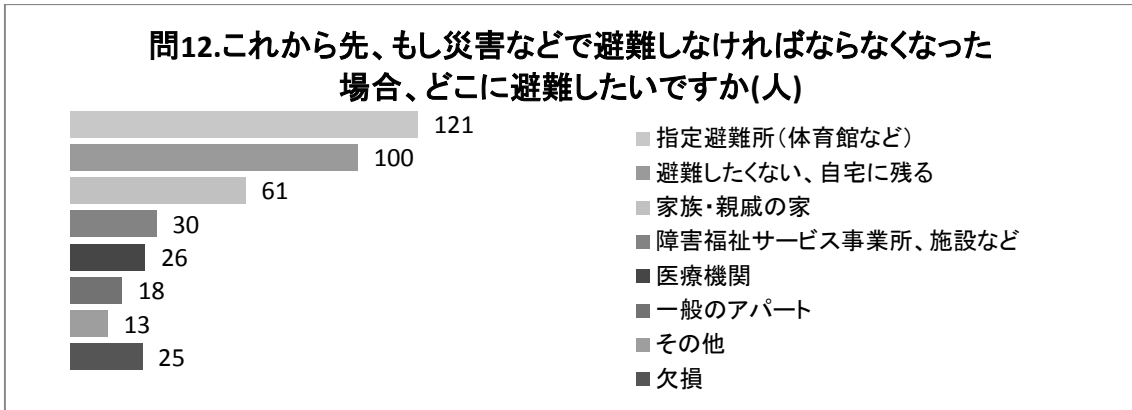 問12.これから先、もし災害などで避難しなければならなくなった
場合、どこに避難したいですか(人)
121
100
61
30
26
18
13
25
指定避難所(体育館など)
避難したくない、自宅に残る
家族・親戚の家
障害福祉サービス事業所、施設など
医療機関
一般のアパート
その他
欠損